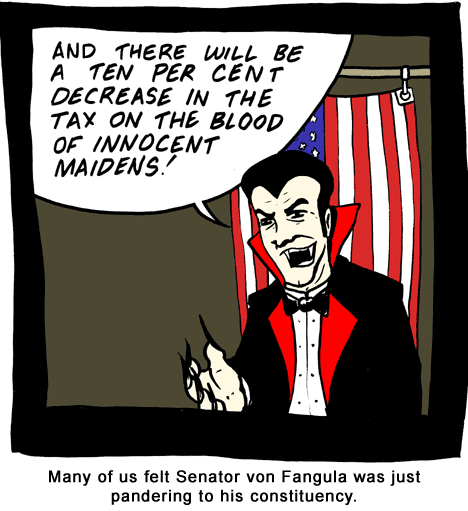 AND THERE WILL BE
A TEN PER CENT
DECREASE IN THE
TAX ON THE BLOOD
OF INNOCENT
MAIDENS!
Many of us felt Senator von Fangula was just
pandering to his constituency.